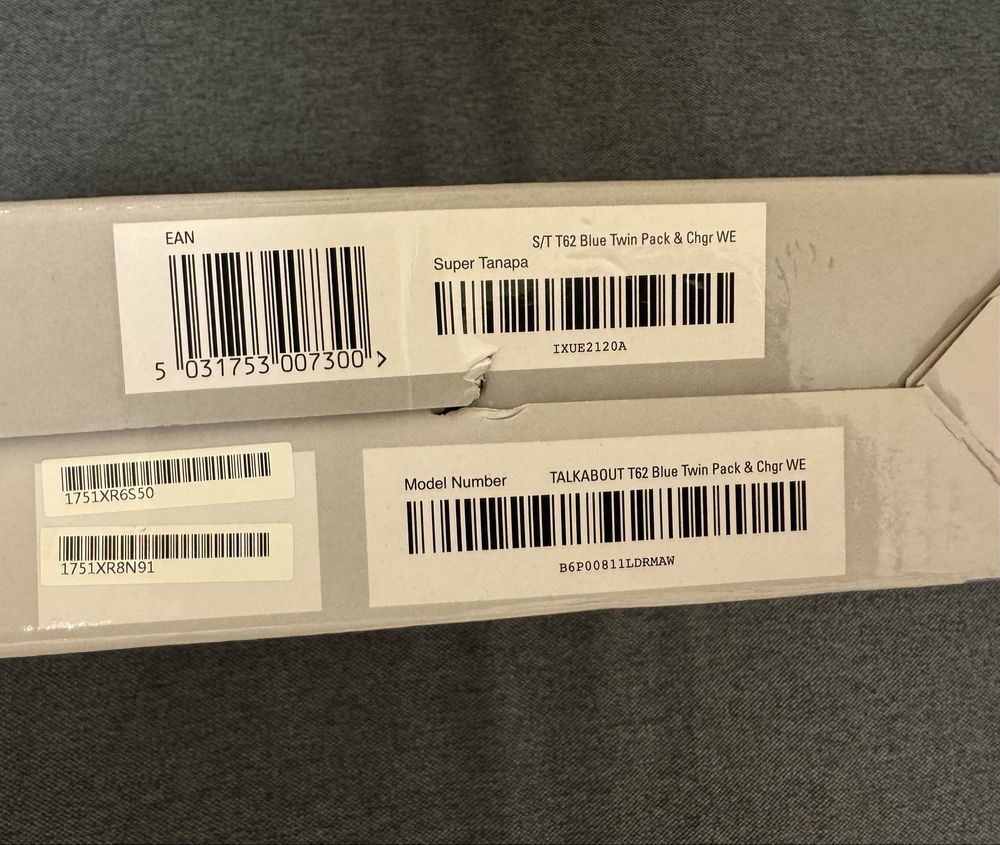 EAN
5 031753 007300 >
S/T T62 Blue Twin Pack & Chgr WE
Super Tanapa
IXUE2120A
1751XR6S50
1751XR8N91
Model Number TALKABOUT T62 Blue Twin Pack & Chgr WE
B6P00811LDRMAW